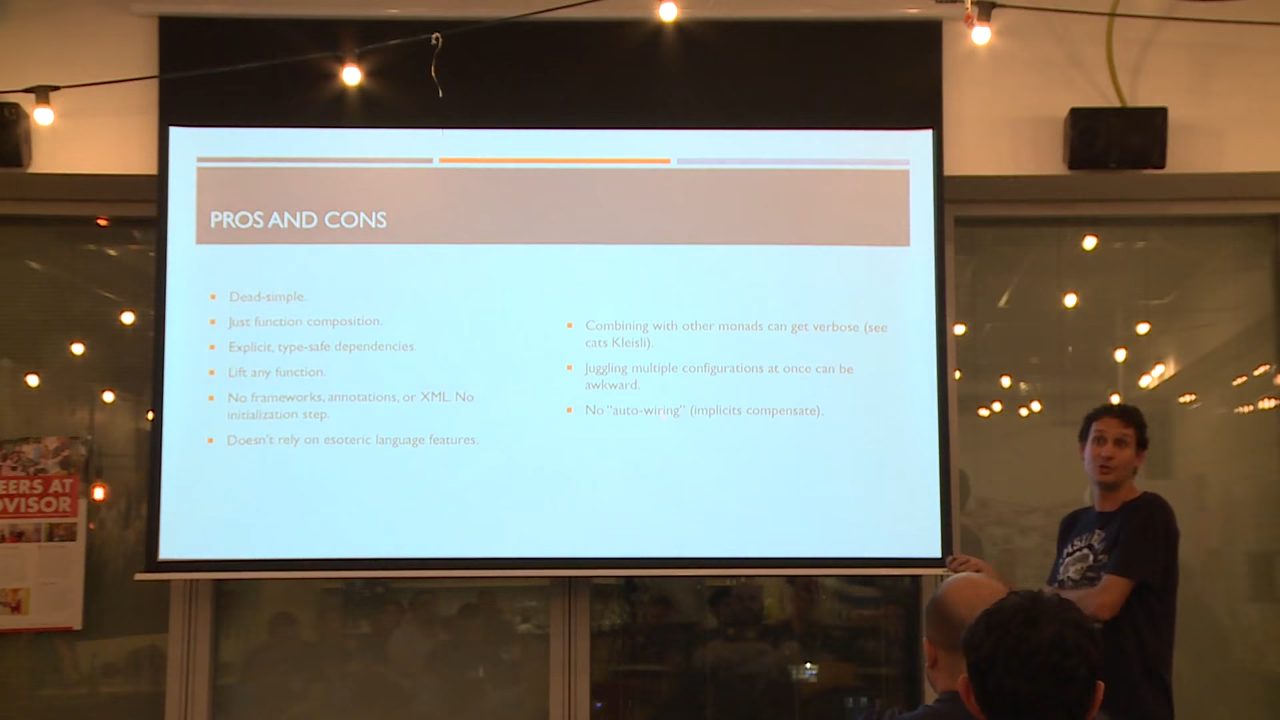 PROS AND CONS
Dead-simple.
Just function composition.
Explicit, type-safe dependencies.
Lift any function.
No frameworks, annotations, or XML. No
initialization step.
Doesn't rely on esoteric language features.
Combining with other monads can get verbose (see
cats Kleisli).
Juggling multiple configurations at once can be
awkward.
No "auto-wiring" (implicits compensate).
EERS AT
OVISOR